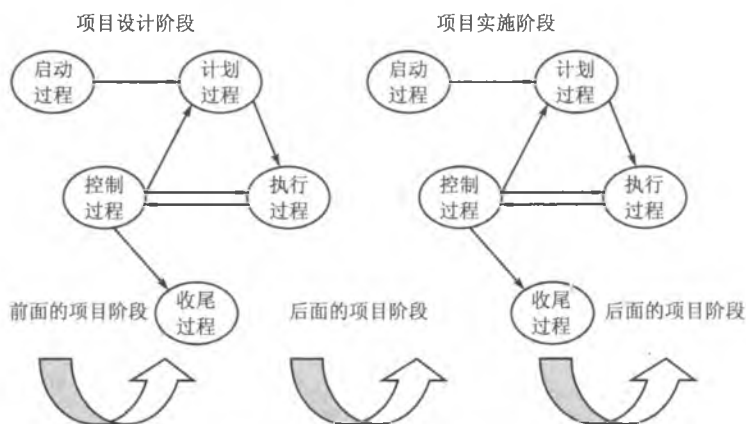 项目设计阶段
项目实施阶段
启动
过程
计划
过程
启动
过程
计划
过程
控制
过程
执行
过程
控制
过程
执行
过程
前面的项目阶段
收尾
过程
后面的项目阶段
收尾
过程
后面的项目阶段